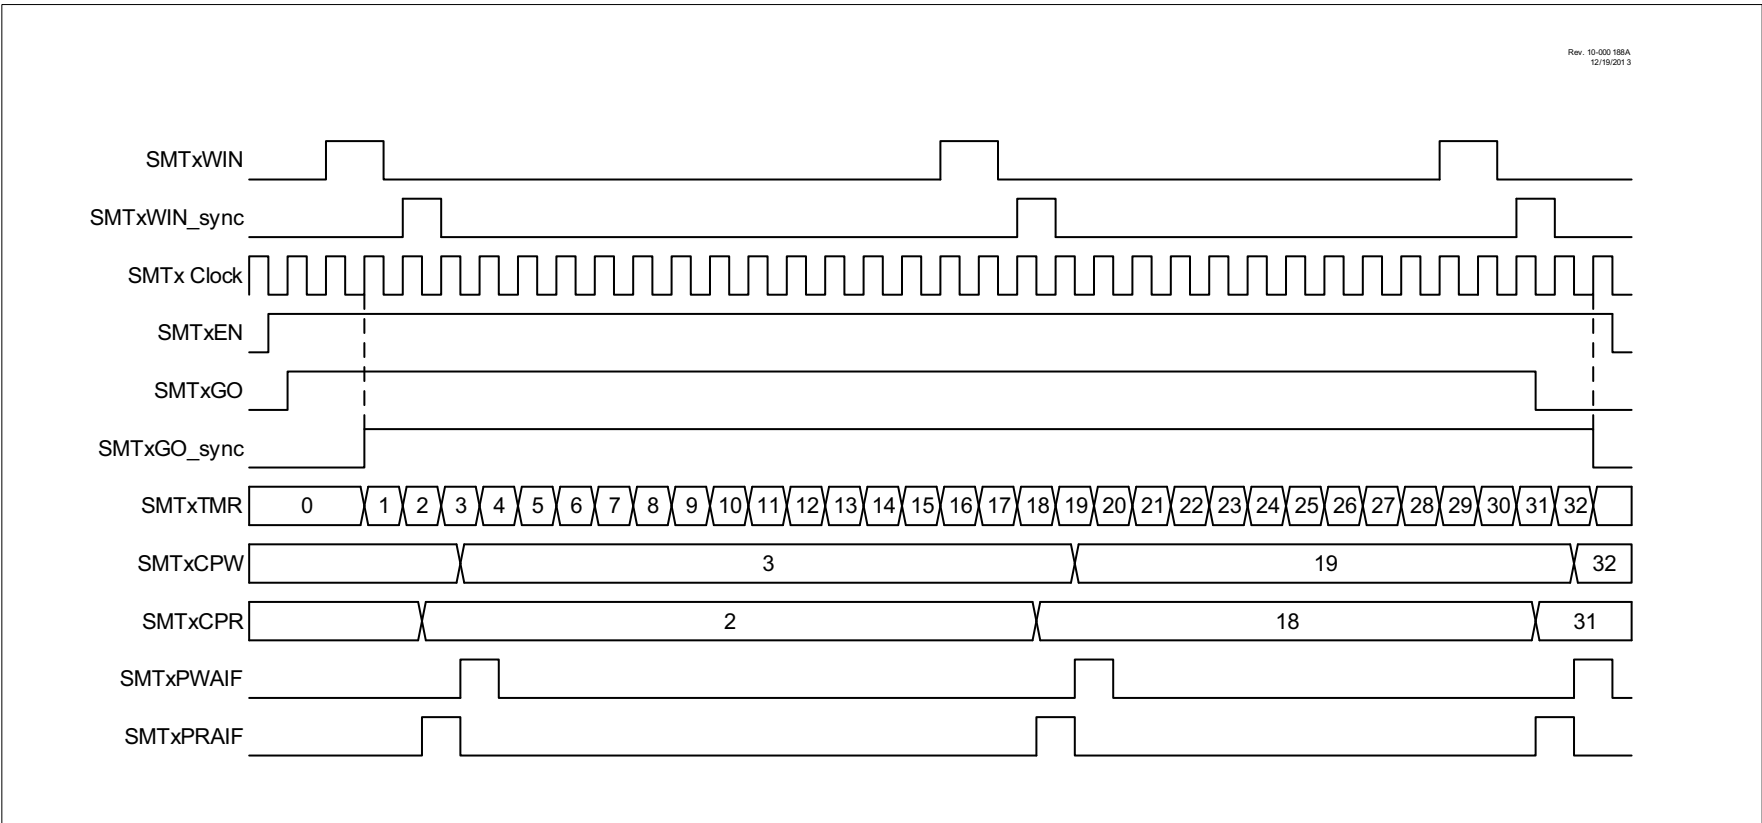 Rev. 10-000 188A
12/19/201 3
SMTxWIN
SMTxWIN_sync
SMTx Clock
SMTxEN
SMTxGO
SMTxGO_sync
SMTxTMR 0 1 2 3 4 5 6 7 8 9 10 11 12 13 14 15 16 17 18 19 20 21 22 23 24 25 26 27 28 29 30 31 32
SMTxCPW 3 19 32
SMTxCPR 2 18 31
SMTxPWAIF
SMTxPRAIF